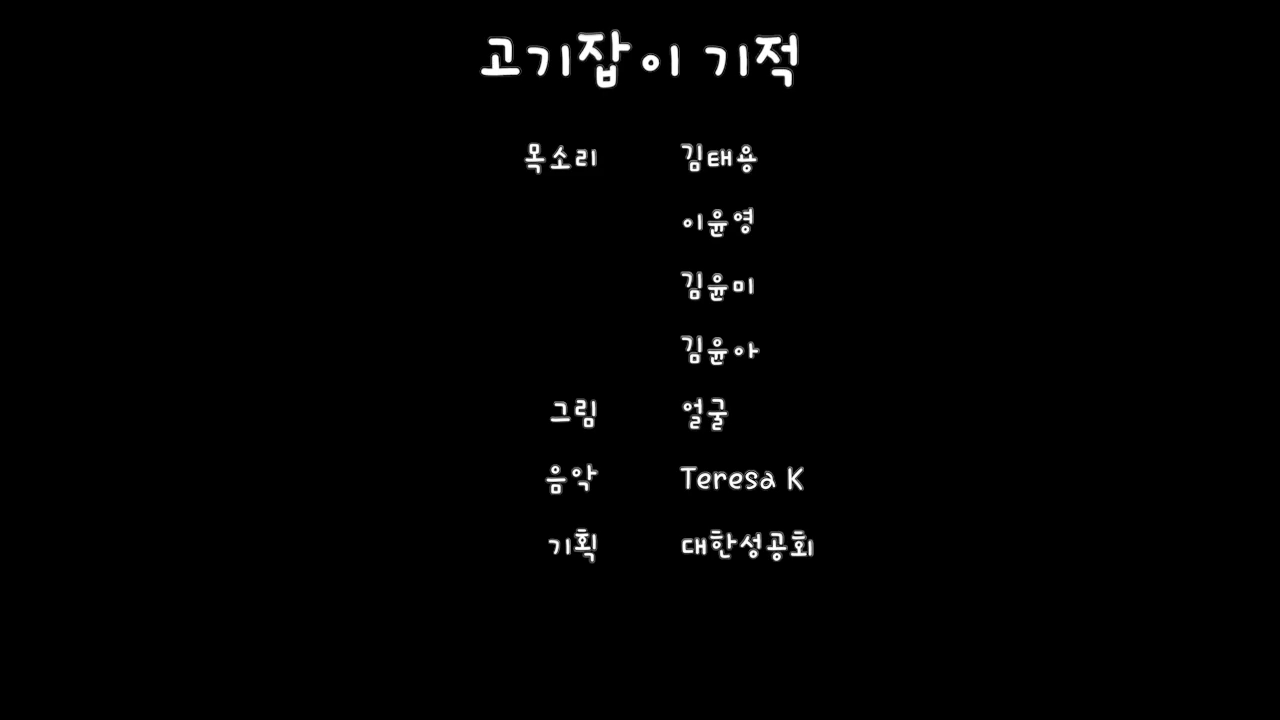 고기잡이 기적
목소리 김태용
이윤영
김윤미
김윤아
그림 얼굴
음악 Teresa K
기획 대한성공회